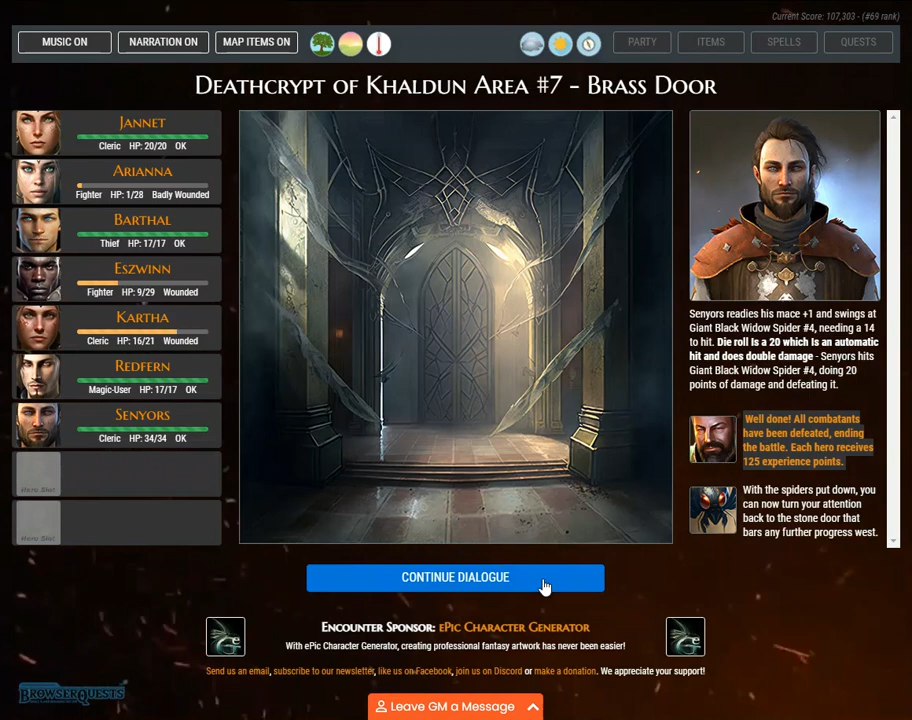 Current Score: 107,303 - (#69 rank)
MUSIC ON
NARRATION ON
MAP ITEMS ON
PARTY
ITEMS
SPELLS
QUESTS
Deathcrypt of Khaldun Area #7 - Brass Door
Jannet
Cleric HP: 20/20 OK
Arianna
Fighter HP: 1/28 Badly Wounded
Barthal
Thief HP: 17/17 OK
Eszwinn
Fighter HP: 9/29 Wounded
Kartha
Cleric HP: 16/21 Wounded
Redfern
Magic-User HP: 17/17 OK
Senyors
Cleric HP: 34/34 OK
Hero Slot
Hero Slot
Senyors readies his mace +1 and swings at
Giant Black Widow Spider #4, needing a 14
to hit. Die roll Is a 20 which Is an automatic
hit and does double damage - Senyors hits
Giant Black Widow Spider #4, doing 20
points of damage and defeating it.
Well done! All combatants
have been defeated, ending
the battle. Each hero receives
125 experience points.
With the spiders put down, you
can now turn your attention
back to the stone door that
bars any further progress west.
CONTINUE DIALOGUE
Encounter Sponsor: ePic Character Generator
With ePic Character Generator, creating professional fantasy artwork has never been easier!
Send us an email, subscribe to our newsletter, like us on Facebook, join us on Discord or make a donation. We appreciate your support!
BrowserQuests
Leave GM a Message